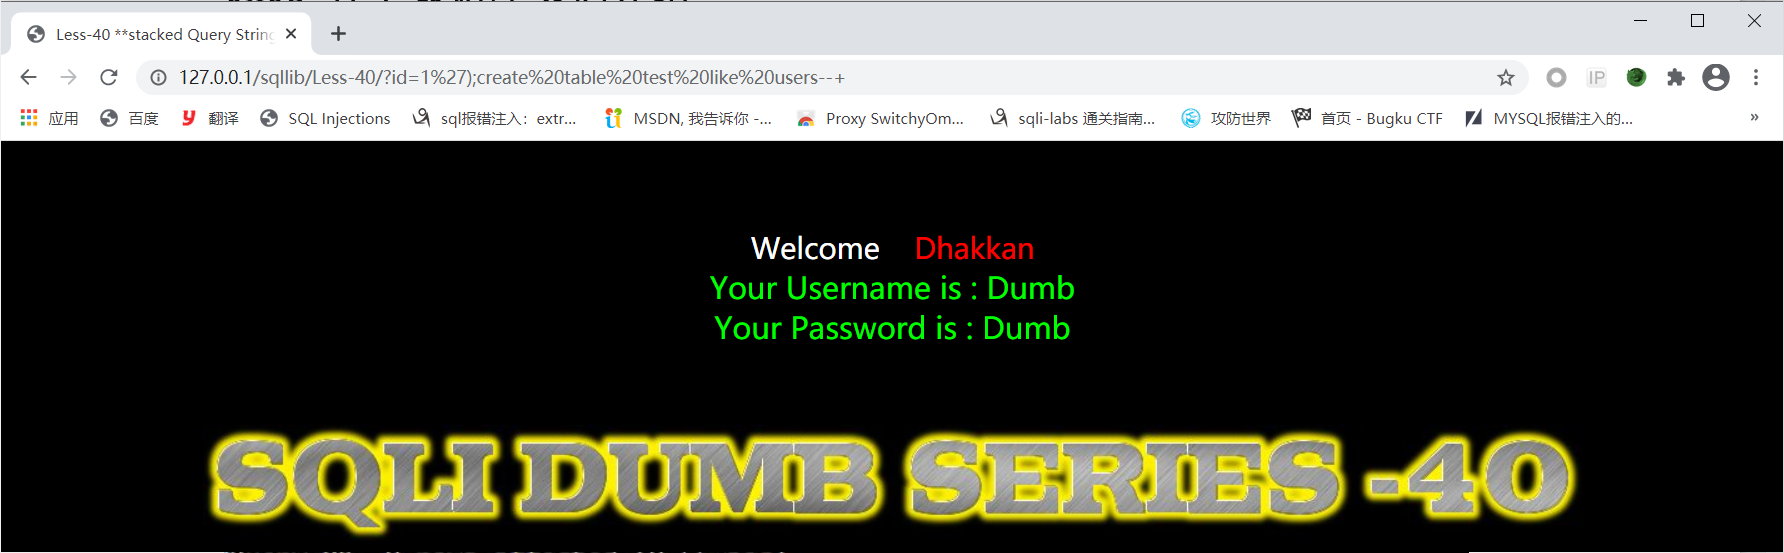 Less-40 **stacked Query String
127.0.0.1/sqllib/Less-40/?id=1%27);create%20table%20test%20like%20users--+
IP
应用 百度 翻译 SQL Injections sql报错注入：extr... MSDN, 我告诉你 -... Proxy SwitchyOm... sqli-labs 通关指南... 攻防世界 首页 - Bugku CTF MYSQL报错注入的... »
Welcome Dhakkan
Your Username is : Dumb
Your Password is : Dumb
SQLI DUMB SERIES -40